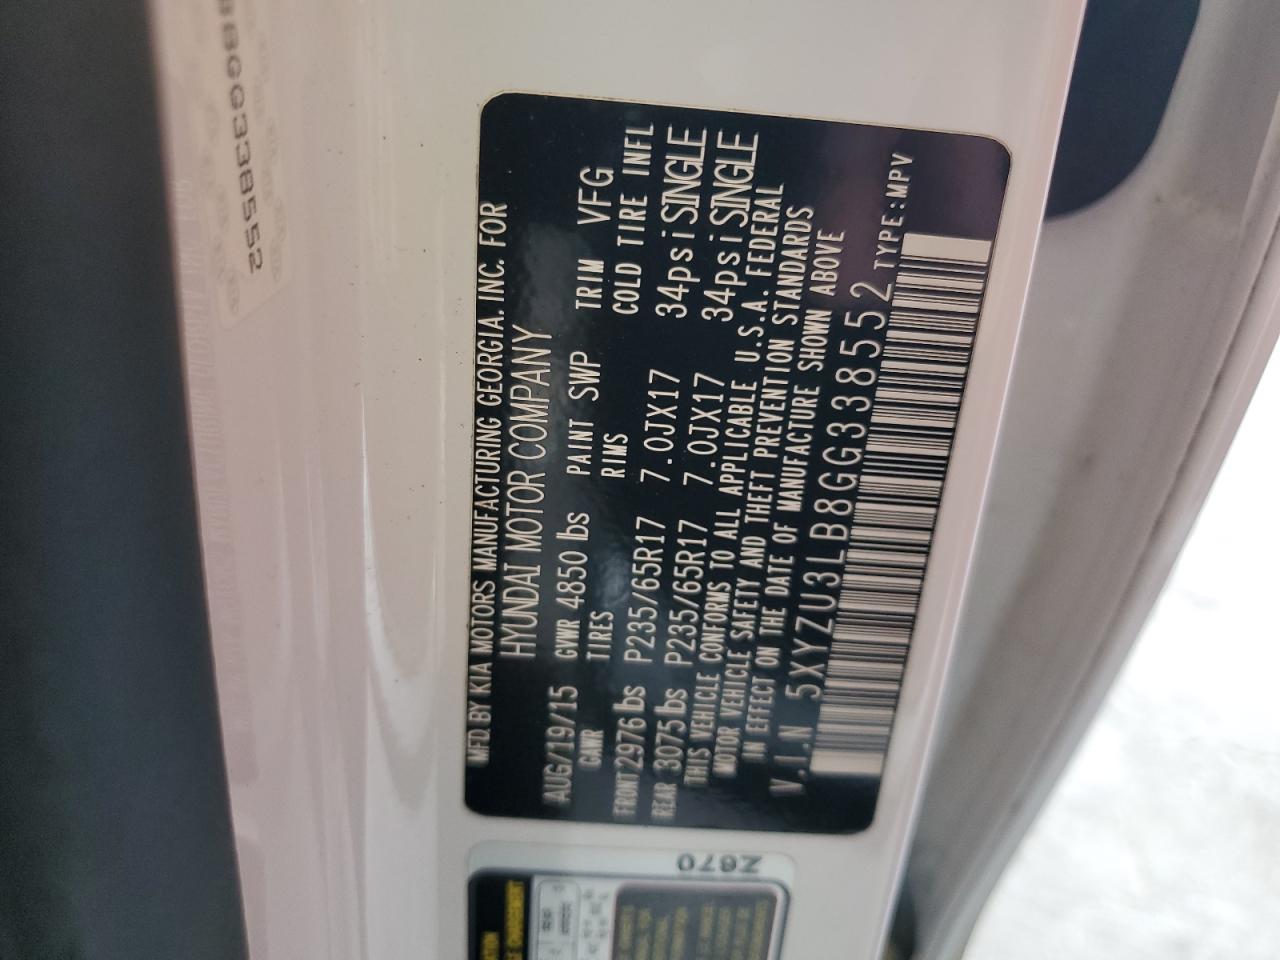 MFD. BY KIA MOTORS MANUFACTURING GEORGIA. INC. FOR
HYUNDAI MOTOR COMPANY
AUG/19/15 GVWR 4850 lbs PAINT SWP TRIM VFG
GAWR TIRES RIMS COLD TIRE INFL
FRONT 2976 lbs P235/65R17 7.0JX17 34psi SINGLE
REAR 3075 lbs P235/65R17 7.0JX17 34psi SINGLE
THIS VEHICLE CONFORMS TO ALL APPLICABLE U.S.A. FEDERAL
MOTOR VEHICLE SAFETY AND THEFT PREVENTION STANDARDS
IN EFFECT ON THE DATE OF MANUFACTURE SHOWN ABOVE
V.I.N 5XYZU3LB8GG338552 TYPE:MPV
B8GG338552
Z670